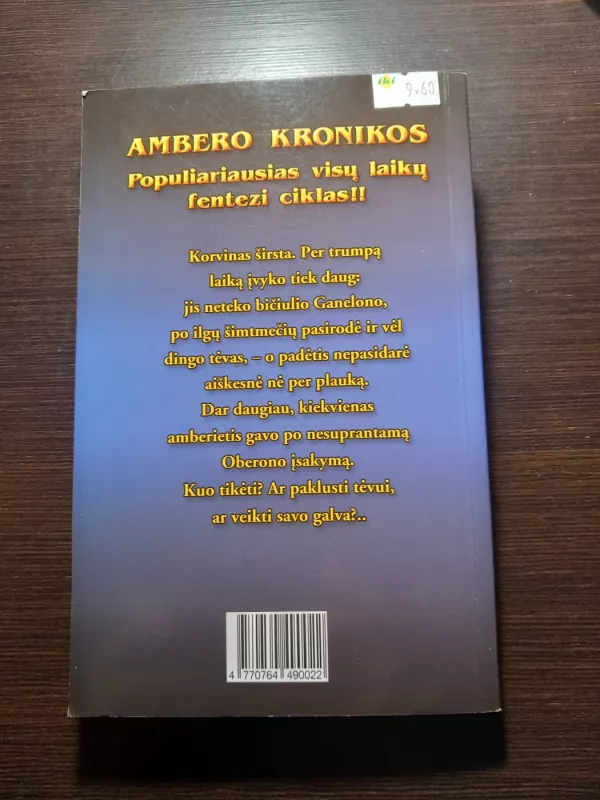 iki
9.60
AMBERO KRONIKOS
Populiariausias visų laikų
fentezi ciklas!!
Korvinas širsta. Per trumpą
laiką įvyko tiek daug:
jis neteko bičiulio Ganelono,
po ilgų šimtmečių pasirodė ir vėl
dingo tėvas, – o padėtis nepasidarė
aiškesnė nė per plauką.
Dar daugiau, kiekvienas
amberietis gavo po nesuprantamą
Oberono įsakymą.
Kuo tikėti? Ar paklusti tėvui,
ar veikti savo galva?..
4 770764 490022